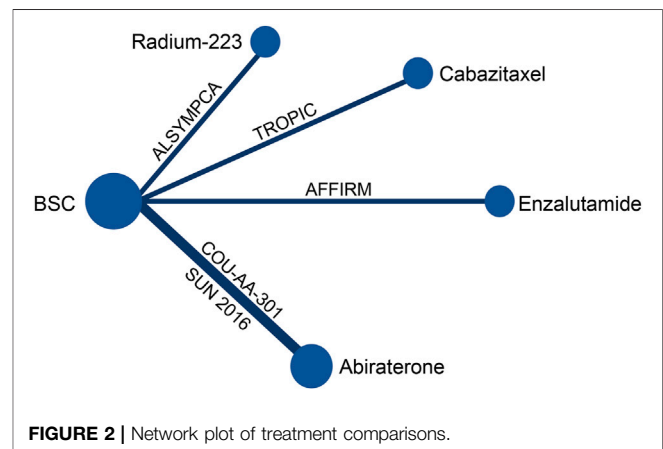 Radium-223
Cabazitaxel
ALSYMPCA
TROPIC
AFFIRM
BSC
Enzalutamide
COU-AA-301
SUN 2016
Abiraterone
FIGURE 2 | Network plot of treatment comparisons.